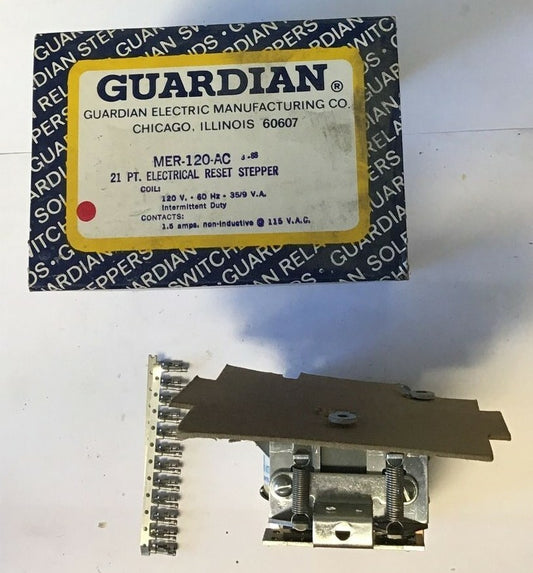 GUARDIAN®
GUARDIAN ELECTRIC MANUFACTURING CO.
CHICAGO, ILLINOIS 60607
MER-120-AC
21 PT. ELECTRICAL RESET STEPPER
COIL:
120 V. - 60 Hz - 35/9 V.A.
Intermittent Duty
CONTACTS:
1.5 amps. non-inductive @ 115 V.A.C.